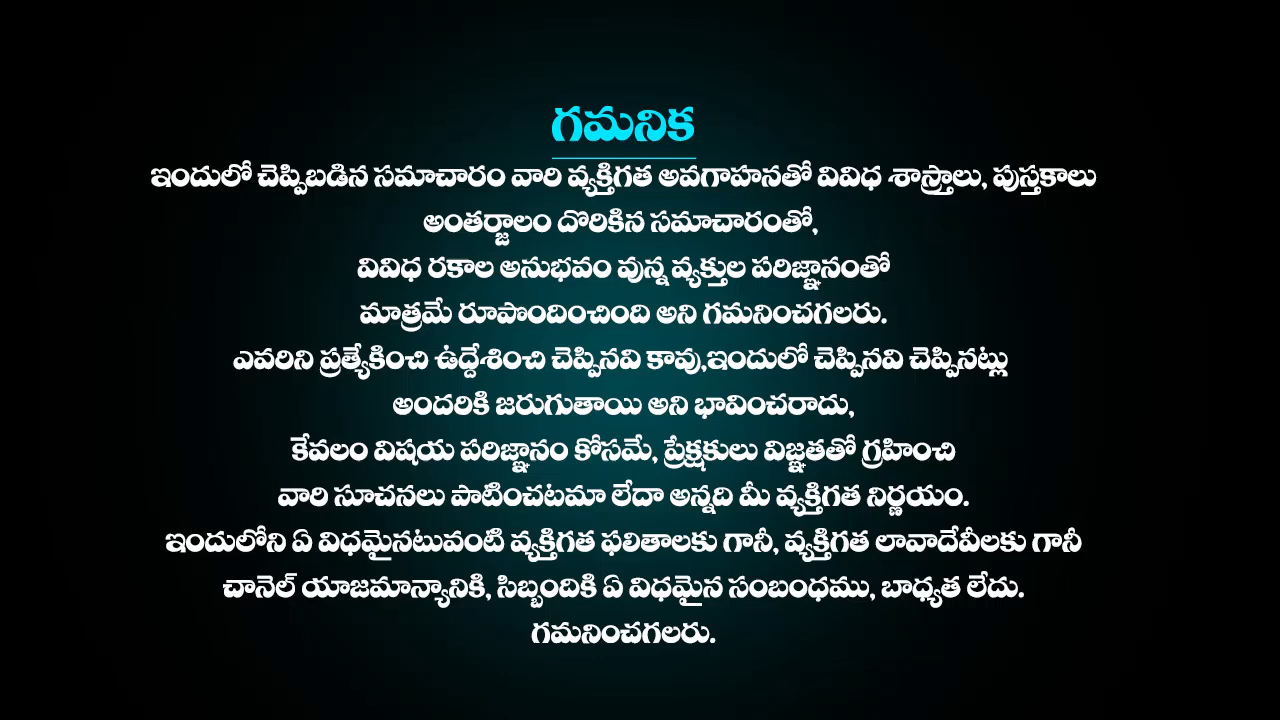 గమనిక
ఇందులో చెప్పిబడిన సమాచారం వారి వ్యక్తిగత అవగాహనతో వివిధ శాస్త్రాలు, పుస్తకాలు
అంతర్జాలం దొరికిన సమాచారంతో,
వివిధ రకాల అనుభవం వున్న వ్యక్తుల పరిజ్ఞానంతో
మాత్రమే రూపొందించింది అని గమనించగలరు.
ఎవరిని ప్రత్యేకించి ఉద్దేశించి చెప్పినవి కావు,ఇందులో చెప్పినవి చెప్పినట్లు
అందరికి జరుగుతాయి అని భావించరాదు,
కేవలం విషయ పరిజ్ఞానం కోసమే, ప్రేక్షకులు విజ్ఞతతో గ్రహించి
వారి సూచనలు పాటించటమా లేదా అన్నది మీ వ్యక్తిగత నిర్ణయం.
ఇందులోని ఏ విధమైనటువంటి వ్యక్తిగత ఫలితాలకు గానీ, వ్యక్తిగత లావాదేవీలకు గానీ
చానెల్ యాజమాన్యానికి, సిబ్బందికి ఏ విధమైన సంబంధము, బాధ్యత లేదు.
గమనించగలరు.